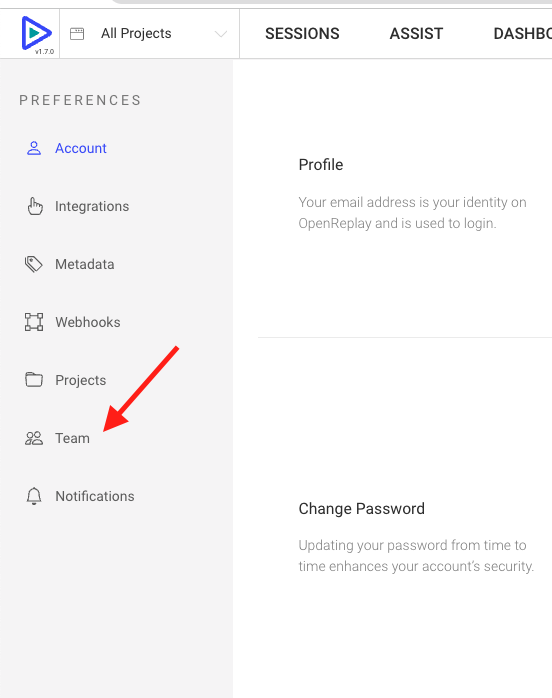 v1.7.0
All Projects
SESSIONS
ASSIST
DASHBO
PREFERENCES
Account
Integrations
Metadata
Webhooks
Projects
Team
Notifications
Profile
Your email address is your identity on
OpenReplay and is used to login.
Change Password
Updating your password from time to
time enhances your account's security.